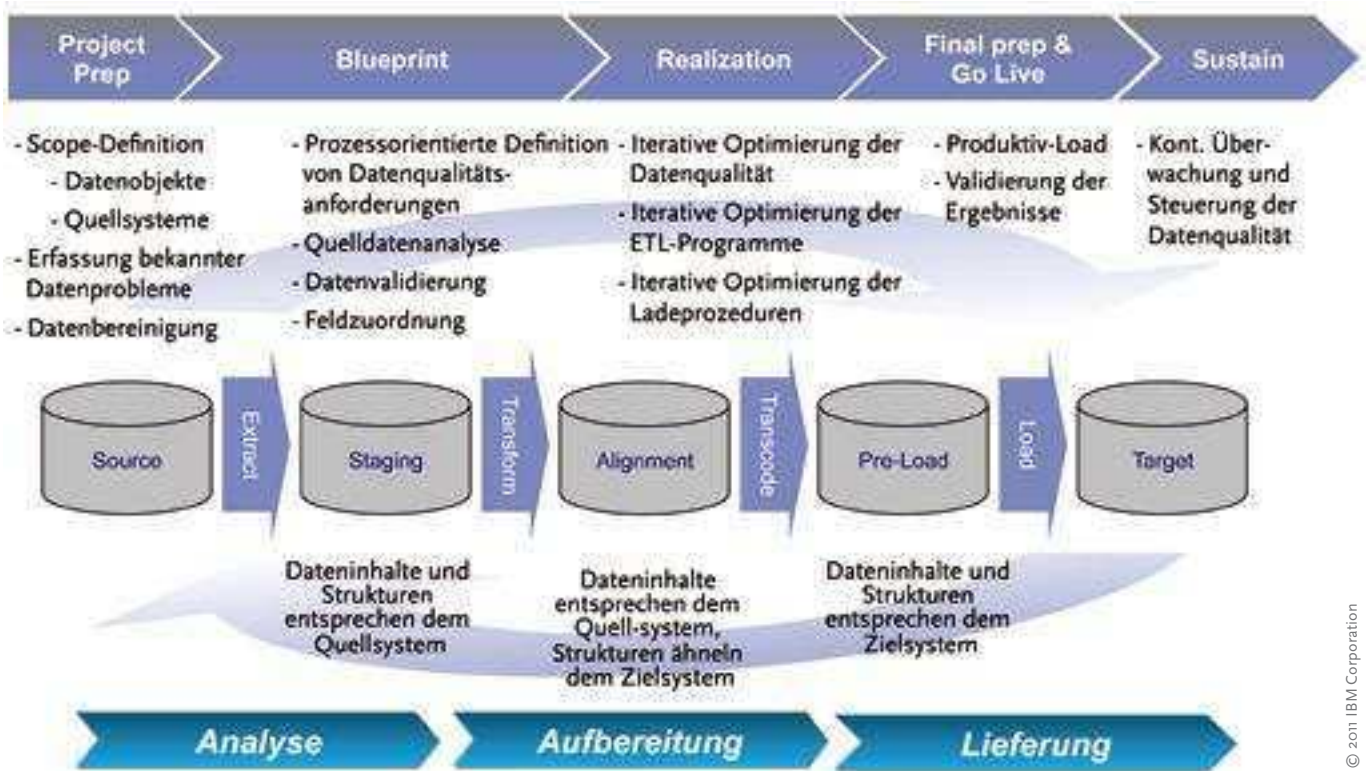 Project
Prep
Blueprint
Realization
Final prep &
Go Live
Sustain
- Scope-Definition
- Datenobjekte
- Quellsysteme
- Erfassung bekannter
Datenprobleme
- Datenbereinigung
- Prozessorientierte Definition
von Datenqualitäts-
anforderungen
- Quelldatenanalyse
- Datenvalidierung
- Feldzuordnung
- Iterative Optimierung der
Datenqualität
- Iterative Optimierung der
ETL-Programme
- Iterative Optimierung der
Ladeprozeduren
- Produktiv-Load
- Validierung der
Ergebnisse
- Kont. Über-
wachung und
Steuerung der
Datenqualität
Source
Extract
Staging
Transform
Alignment
Transcode
Pre-Load
Load
Target
Dateninhalte und
Strukturen
entsprechen dem
Quellsystem
Dateninhalte
entsprechen dem
Quell-system,
Strukturen ähneln
dem Zielsystem
Dateninhalte und
Strukturen
entsprechen dem
Zielsystem
Analyse
Aufbereitung
Lieferung
© 2011 IBM Corporation